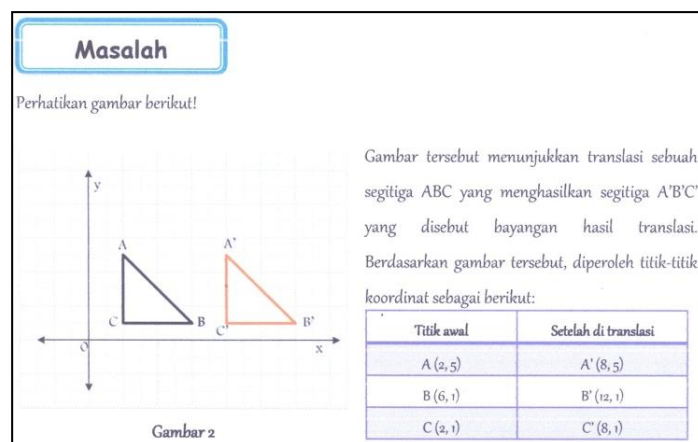 Masalah
Perhatikan gambar berikut!
y
A
A'
C
B
C'
B'
O
x
Gambar 2
Gambar tersebut menunjukkan translasi sebuah
segitiga ABC yang menghasilkan segitiga A'B'C'
yang disebut bayangan hasil translasi.
Berdasarkan gambar tersebut, diperoleh titik-titik
koordinat sebagai berikut:
Titik awal Setelah di translasi
A (2, 5) A' (8, 5)
B (6, 1) B' (12, 1)
C (2, 1) C' (8, 1)